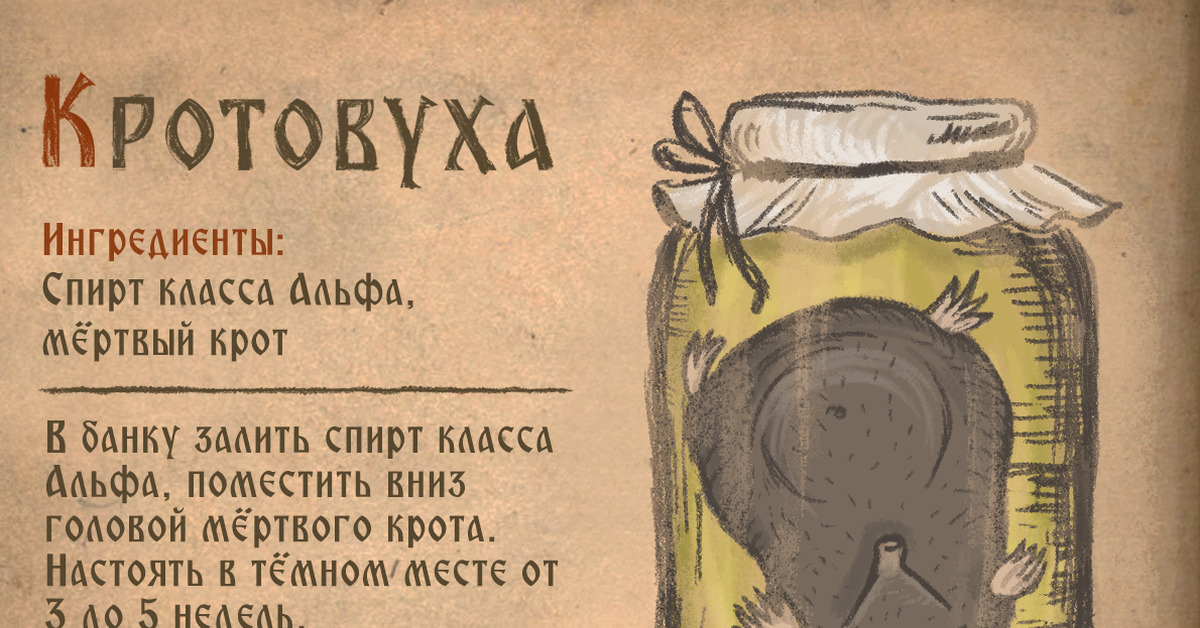 Кротовуха
Ингредиенты:
Спирт класса Альфа,
мёртвый крот
В банку залить спирт класса
Альфа, поместить вниз
головой мёртвого крота.
Настоять в тёмном месте от
3 до 5 недель.